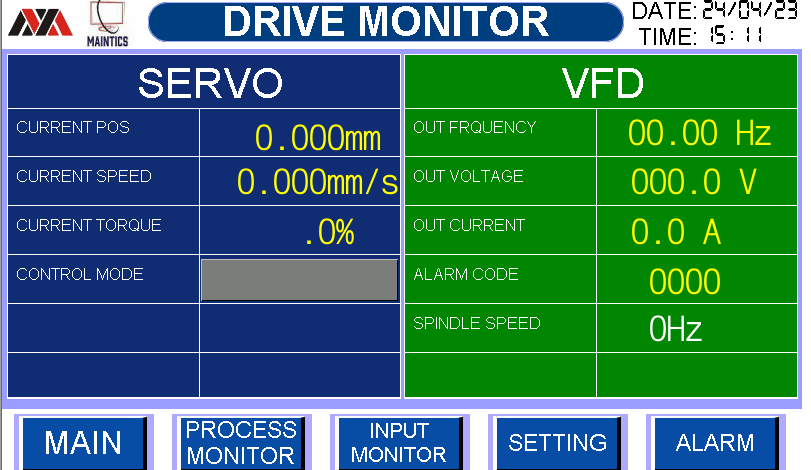 DRIVE MONITOR
DATE: 24/04/23
MAINTICS
TIME: 15:11
SERVO
VFD
CURRENT POS 0.000mm
OUT FRQUENCY 00.00 Hz
CURRENT SPEED 0.000mm/s
OUT VOLTAGE 000.0 V
CURRENT TORQUE .0%
OUT CURRENT 0.0 A
CONTROL MODE
ALARM CODE 0000
SPINDLE SPEED 0Hz
MAIN
PROCESS
MONITOR
INPUT
MONITOR
SETTING
ALARM